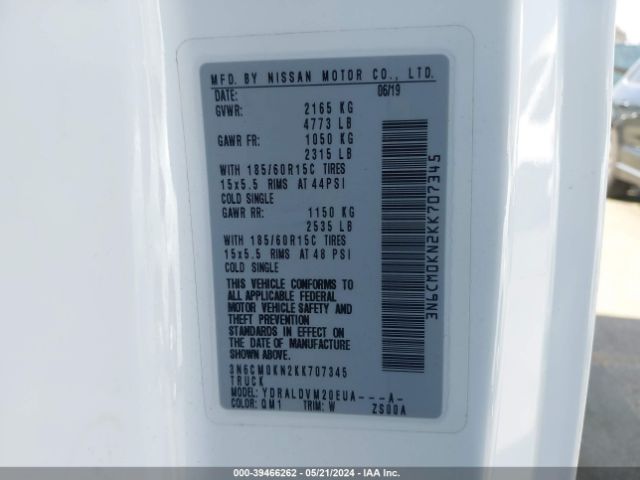 MFD. BY NISSAN MOTOR CO., LTD.
DATE: 06/19
GVWR: 2165 KG
4773 LB
GAWR FR: 1050 KG
2315 LB
WITH 185/60R15C TIRES
15x5.5 RIMS AT 44PSI
COLD SINGLE
GAWR RR: 1150 KG
2535 LB
WITH 185/60R15C TIRES
15x5.5 RIMS AT 48 PSI
COLD SINGLE
THIS VEHICLE CONFORMS TO
ALL APPLICABLE FEDERAL
MOTOR VEHICLE SAFETY AND
THEFT PREVENTION
STANDARDS IN EFFECT ON
THE DATE OF MANUFACTURE
SHOWN ABOVE.
3N6CM0KN2KK707345
TRUCK
MODEL: YDRALDVM20EUA---A-
COLOR: QM1 TRIM: W ZS00A
3N6CM0KN2KK707345
000-39466262 - 05/21/2024 - IAA Inc.